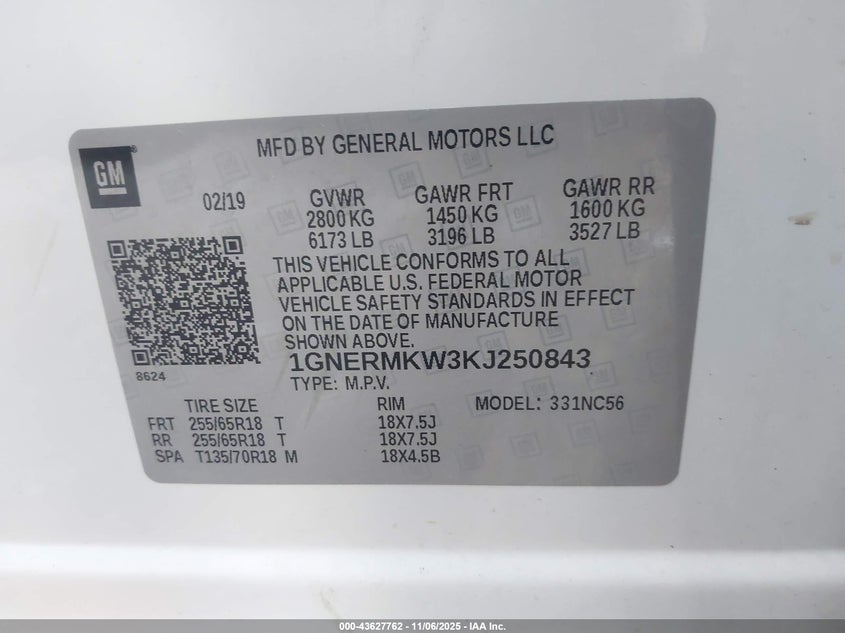 MFD BY GENERAL MOTORS LLC
GM
02/19 GVWR GAWR FRT GAWR RR
2800 KG 1450 KG 1600 KG
6173 LB 3196 LB 3527 LB
THIS VEHICLE CONFORMS TO ALL
APPLICABLE U.S. FEDERAL MOTOR
VEHICLE SAFETY STANDARDS IN EFFECT
ON THE DATE OF MANUFACTURE
SHOWN ABOVE.
8624
1GNERMKW3KJ250843
TYPE: M.P.V.
TIRE SIZE RIM MODEL: 331NC56
FRT 255/65R18 T 18X7.5J
RR 255/65R18 T 18X7.5J
SPA T135/70R18 M 18X4.5B
000-43627762 - 11/06/2025 - IAA Inc.